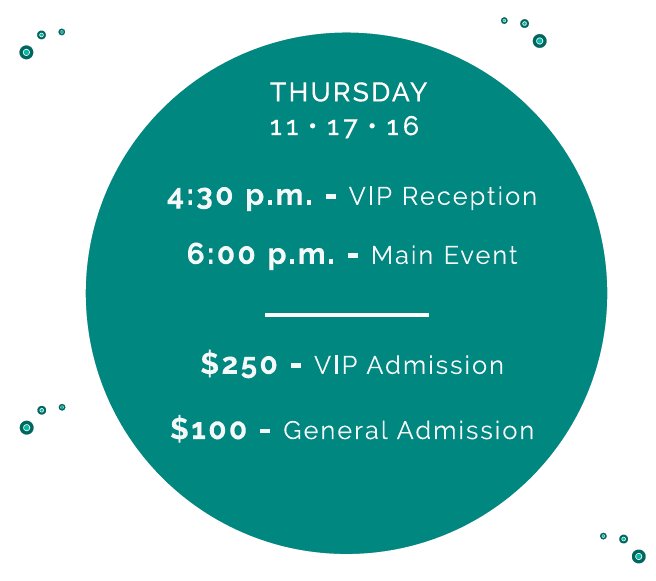 THURSDAY
11 • 17 • 16
4:30 p.m. - VIP Reception
6:00 p.m. - Main Event
$250 - VIP Admission
$100 - General Admission